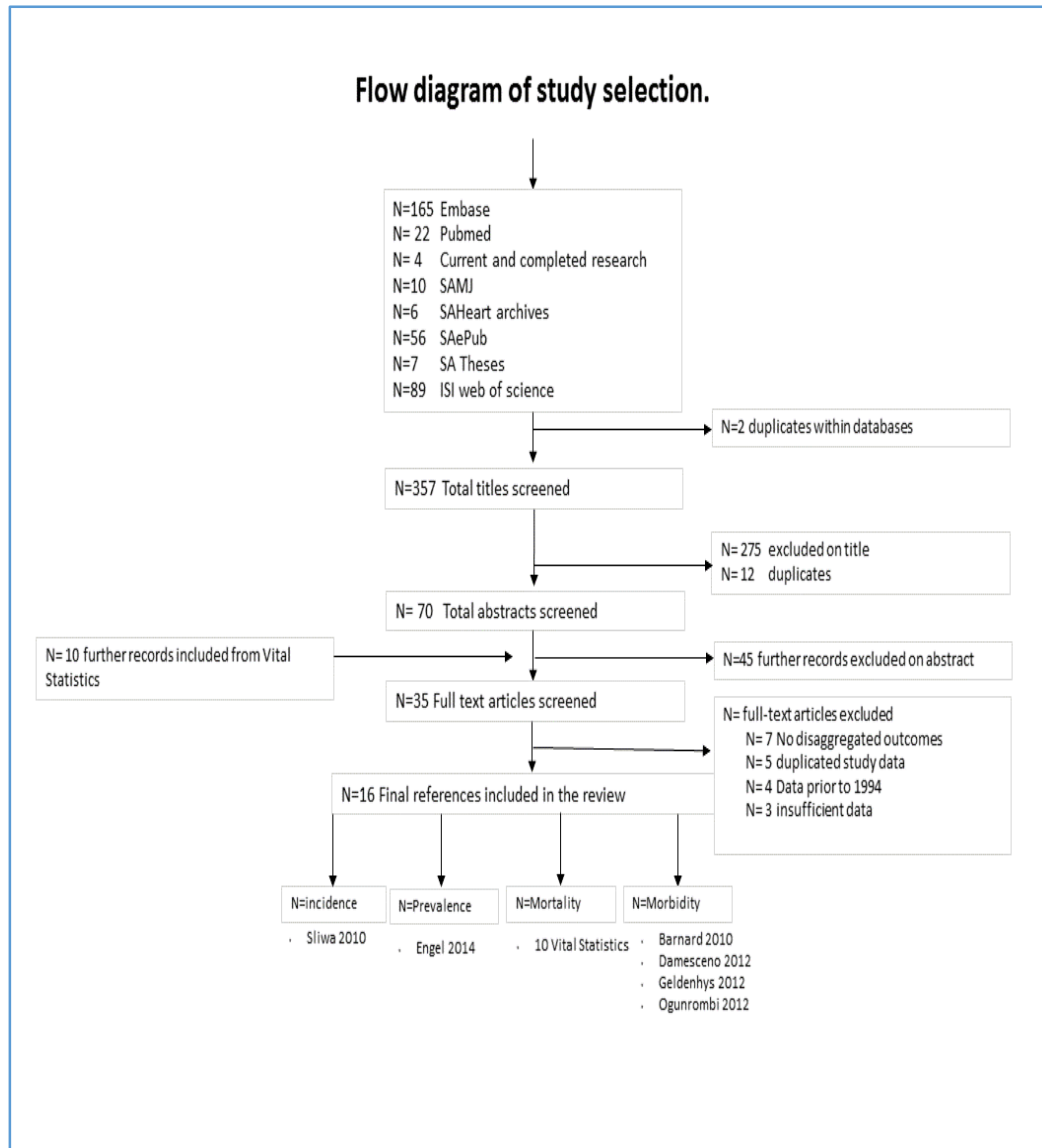 Flow diagram of study selection.
N=165 Embase
N= 22 Pubmed
N= 4 Current and completed research
N=10 SAMJ
N=6 SAHeart archives
N=56 SAePub
N=7 SA Theses
N=89 ISI web of science
N=2 duplicates within databases
N=357 Total titles screened
N= 275 excluded on title
N= 12 duplicates
N= 70 Total abstracts screened
N= 10 further records included from Vital
Statistics
N=45 further records excluded on abstract
N=35 Full text articles screened
N= full-text articles excluded
N= 7 No disaggregated outcomes
N= 5 duplicated study data
N= 4 Data prior to 1994
N= 3 insufficient data
N=16 Final references included in the review
N=incidence
· Sliwa 2010
N=Prevalence
· Engel 2014
N=Mortality
· 10 Vital Statistics
N=Morbidity
· Barnard 2010
· Damesceno 2012
· Geldenhys 2012
· Ogunrombi 2012